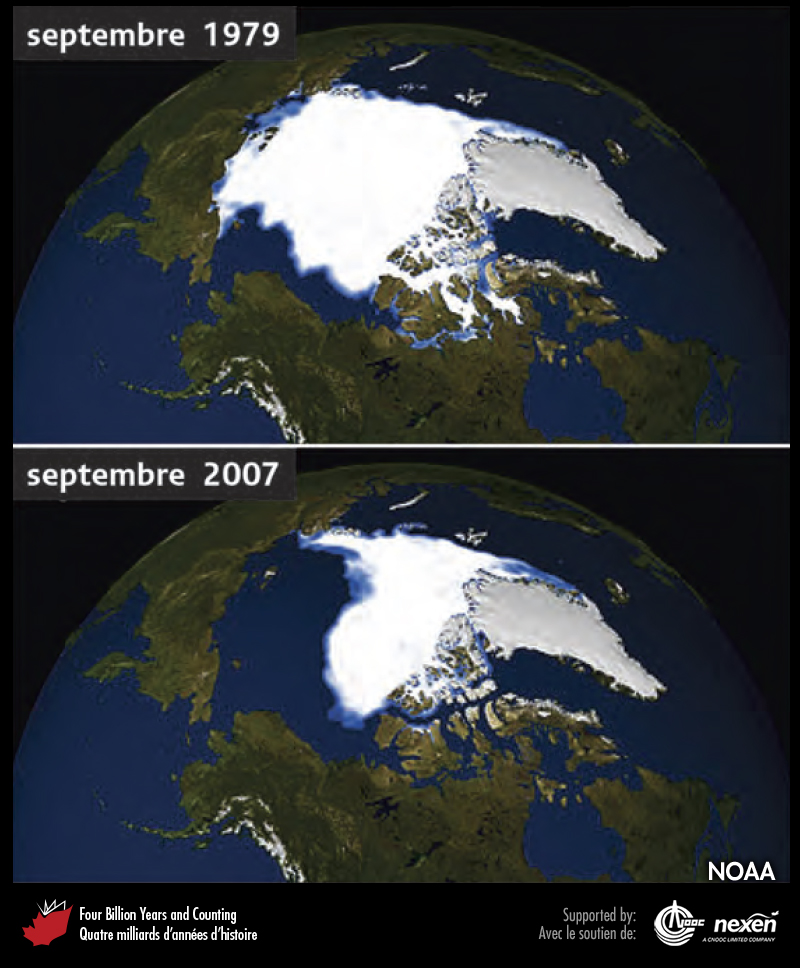 septembre 1979
septembre 2007
NOAA
Four Billion Years and Counting
Quatre milliards d'années d'histoire
Supported by:
Avec le soutien de:
CNOOC
nexen
A CNOOC LIMITED COMPANY